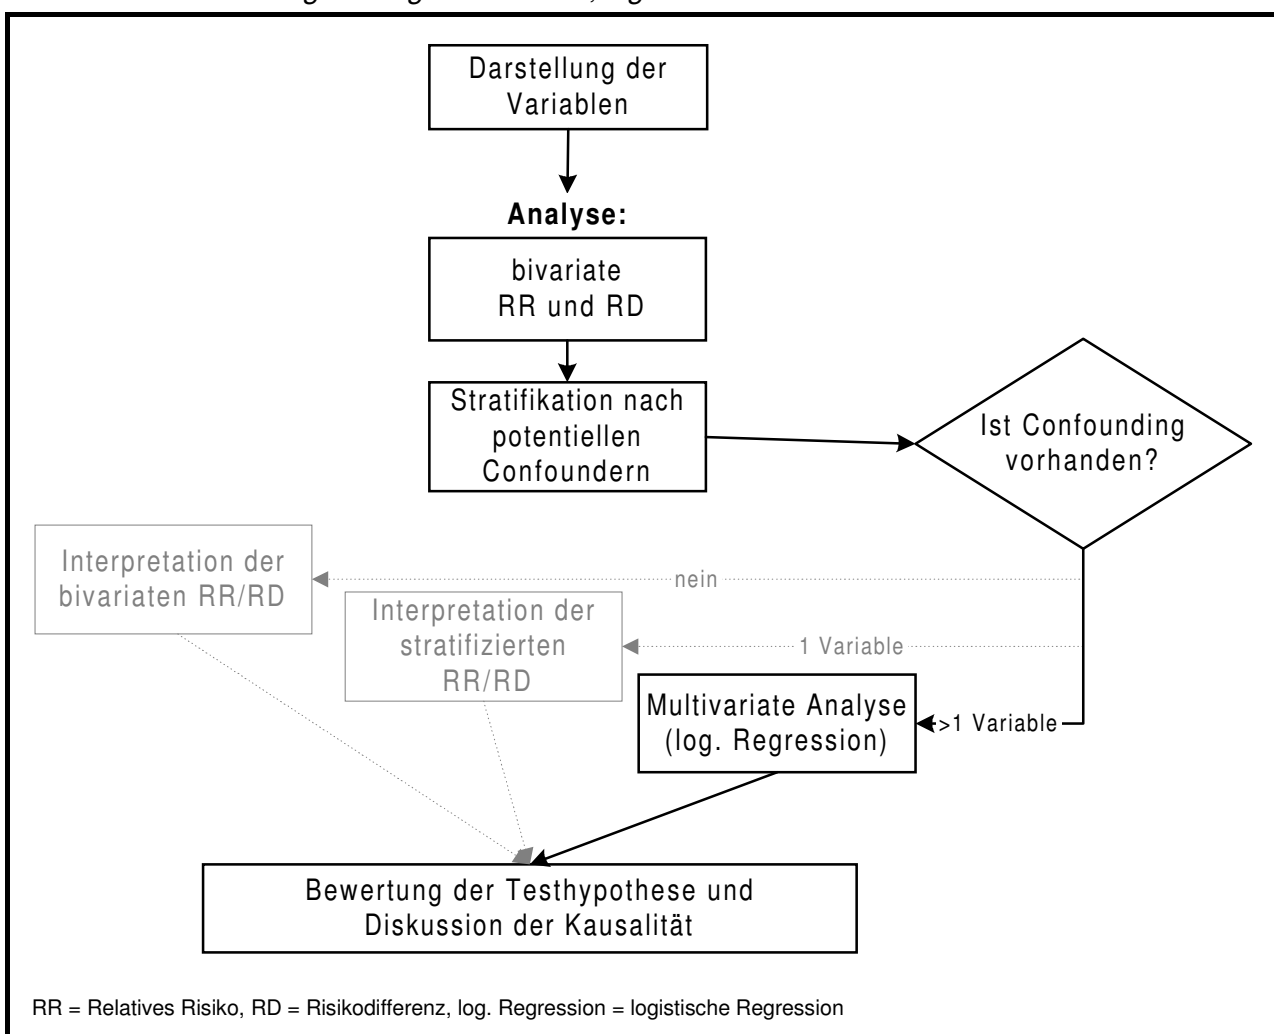 Darstellung der
Variablen
Analyse:
bivariate
RR und RD
Stratifikation nach
potentiellen
Confoundern
Ist Confounding
vorhanden?
Interpretation der
bivariaten RR/RD
nein
Interpretation der
stratifizierten
RR/RD
1 Variable
Multivariate Analyse
(log. Regression)
>1 Variable
Bewertung der Testhypothese und
Diskussion der Kausalität
RR = Relatives Risiko, RD = Risikodifferenz, log. Regression = logistische Regression